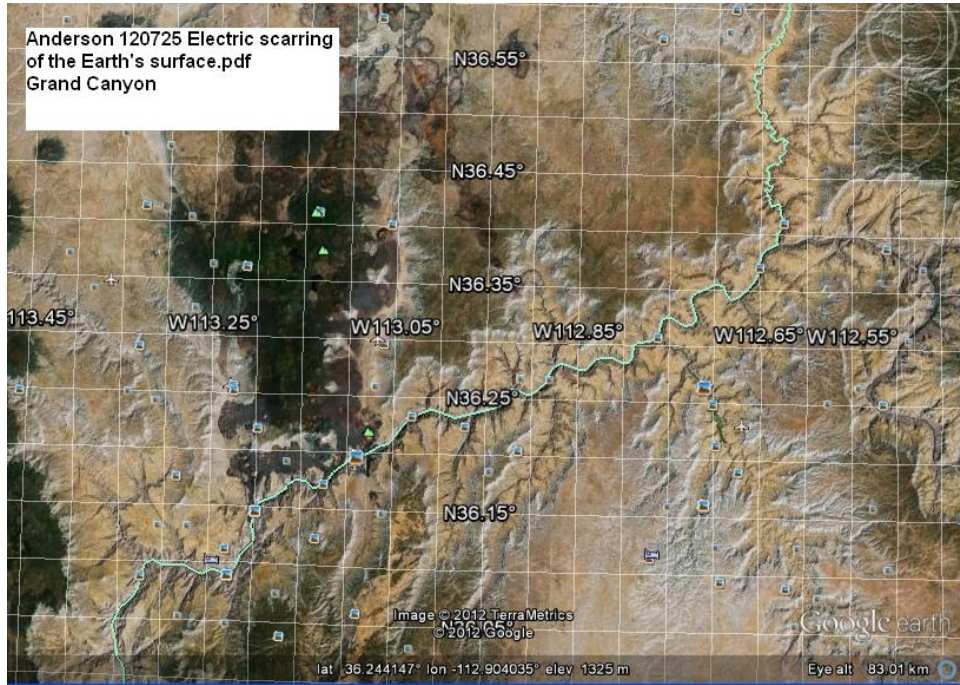 Anderson 120725 Electric scarring
of the Earth's surface.pdf
Grand Canyon
N36.55°
N36.45°
N36.35°
113.45° W113.25° W113.05° W112.85° W112.65° W112.55°
N36.25°
N36.15°
Image © 2012 TerraMetrics
N36.05°
© 2012 Google
Google earth
lat 36.244147° lon -112.904035° elev 1325 m Eye alt 83.01 km